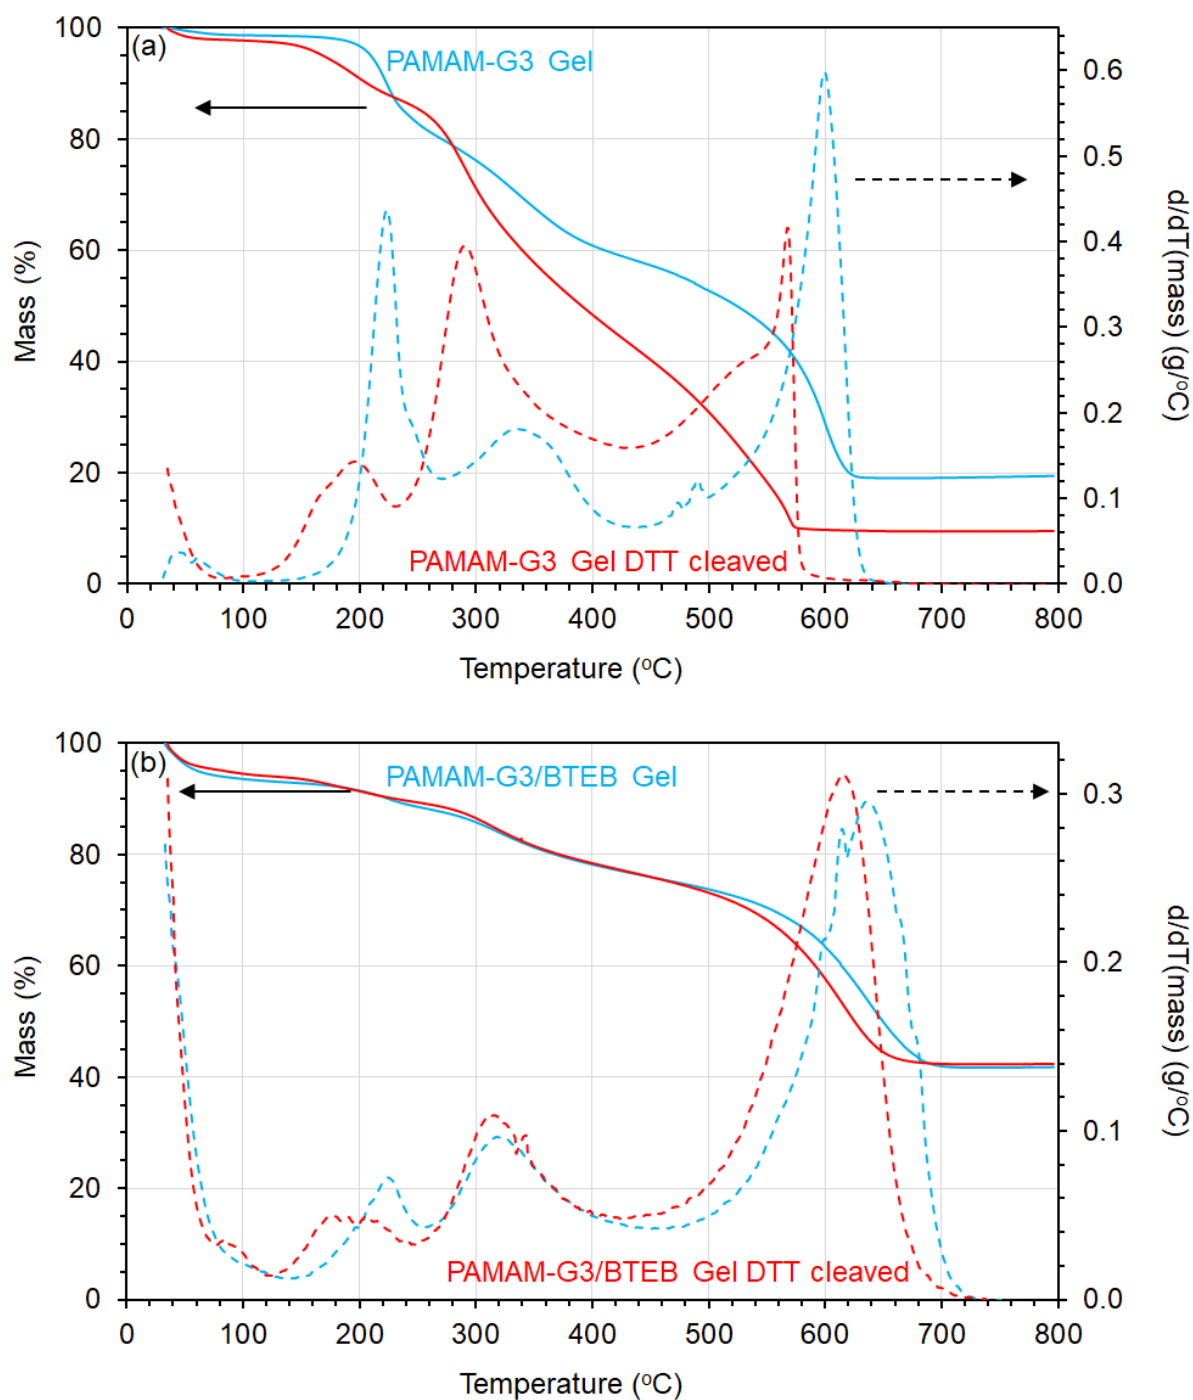 (a)
PAMAM-G3 Gel
PAMAM-G3 Gel DTT cleaved
100
80
60
40
20
0
Mass (%)
0.6
0.5
0.4
0.3
0.2
0.1
0.0
d/dT(mass) (g/°C)
0 100 200 300 400 500 600 700 800
Temperature (°C)
(b)
PAMAM-G3/BTEB Gel
PAMAM-G3/BTEB Gel DTT cleaved
100
80
60
40
20
0
Mass (%)
0.3
0.2
0.1
0.0
d/dT(mass) (g/°C)
0 100 200 300 400 500 600 700 800
Temperature (°C)